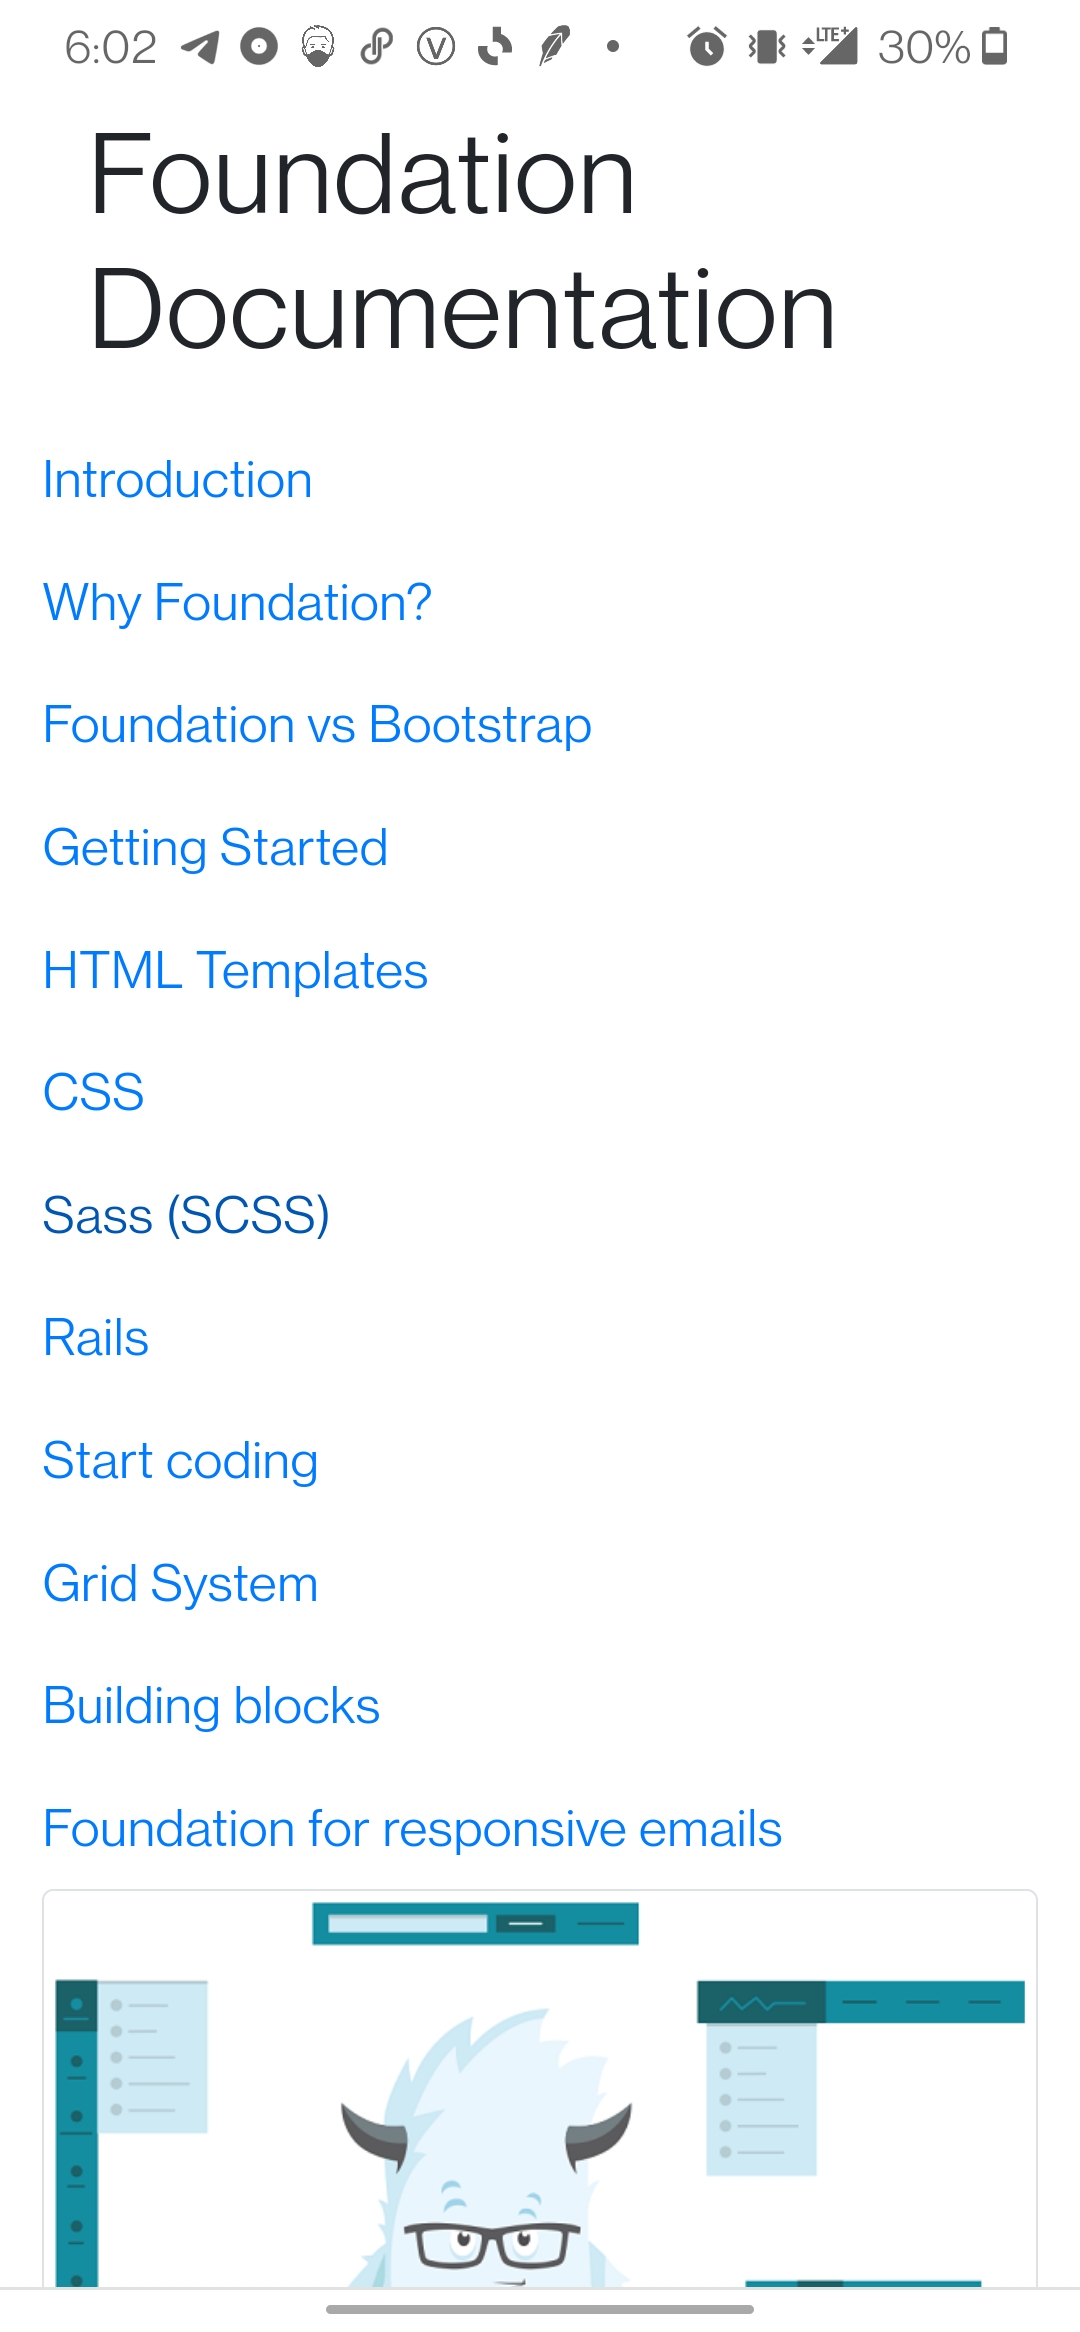 6:02
LTE+
30%
Foundation
Documentation
Introduction
Why Foundation?
Foundation vs Bootstrap
Getting Started
HTML Templates
CSS
Sass (SCSS)
Rails
Start coding
Grid System
Building blocks
Foundation for responsive emails